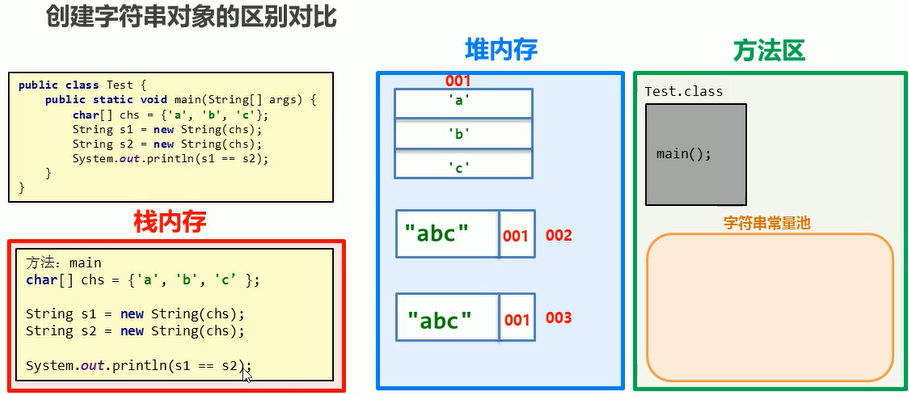 创建字符串对象的区别对比
public class Test {
public static void main(String[] args) {
char[] chs = {'a', 'b', 'c'};
String s1 = new String(chs);
String s2 = new String(chs);
System.out.println(s1 == s2);
}
}
栈内存
方法：main
char[] chs = {'a', 'b', 'c’ };
String s1 = new String(chs);
String s2 = new String(chs);
System.out.println(s1 == s2);
堆内存
001
'a'
'b'
'c'
"abc" 001 002
"abc" 001 003
方法区
Test.class
main();
字符串常量池